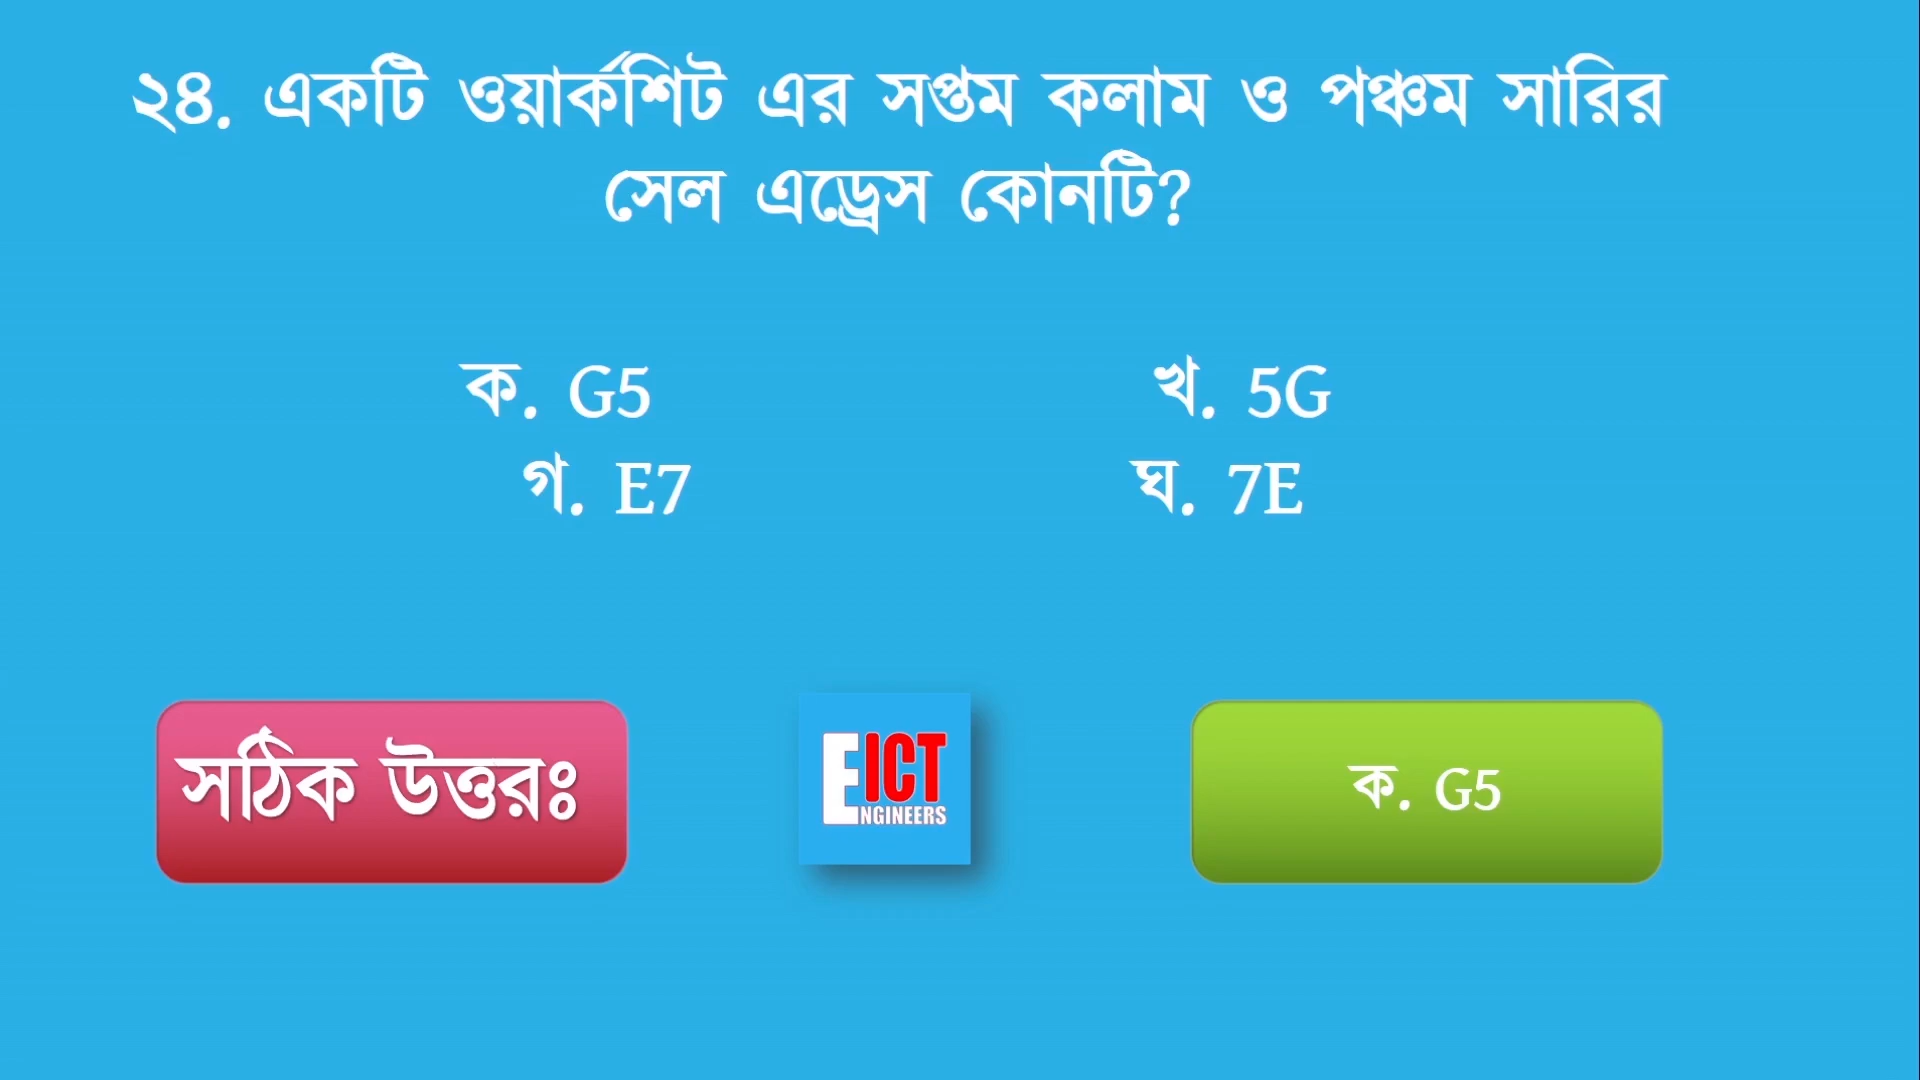 ২৪. একটি ওয়ার্কশিট এর সপ্তম কলাম ও পঞ্চম সারির
সেল এড্রেস কোনটি?
ক. G5 খ. 5G
গ. E7 ঘ. 7E
সঠিক উত্তরঃ
EICT
NGINEERS
ক. G5